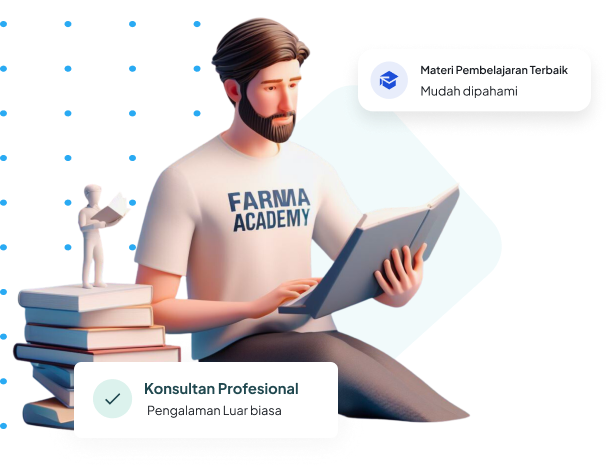 Materi Pembelajaran Terbaik
Mudah dipahami
FARMA
ACADEMY
Konsultan Profesional
Pengalaman Luar biasa